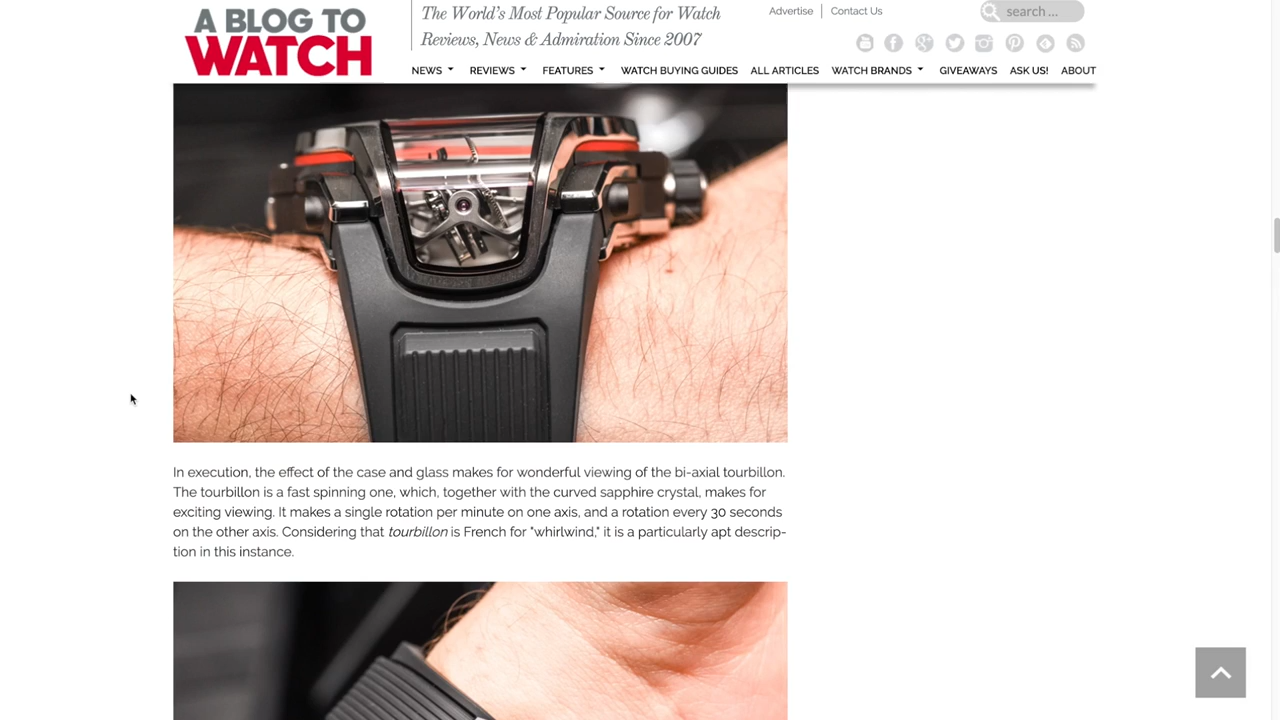 A BLOG TO
WATCH
The World's Most Popular Source for Watch
Reviews, News & Admiration Since 2007
Advertise
Contact Us
search ...
NEWS
REVIEWS
FEATURES
WATCH BUYING GUIDES
ALL ARTICLES
WATCH BRANDS
GIVEAWAYS
ASK US!
ABOUT
In execution, the effect of the case and glass makes for wonderful viewing of the bi-axial tourbillon.
The tourbillon is a fast spinning one, which, together with the curved sapphire crystal, makes for
exciting viewing. It makes a single rotation per minute on one axis, and a rotation every 30 seconds
on the other axis. Considering that tourbillon is French for "whirlwind," it is a particularly apt descrip-
tion in this instance.